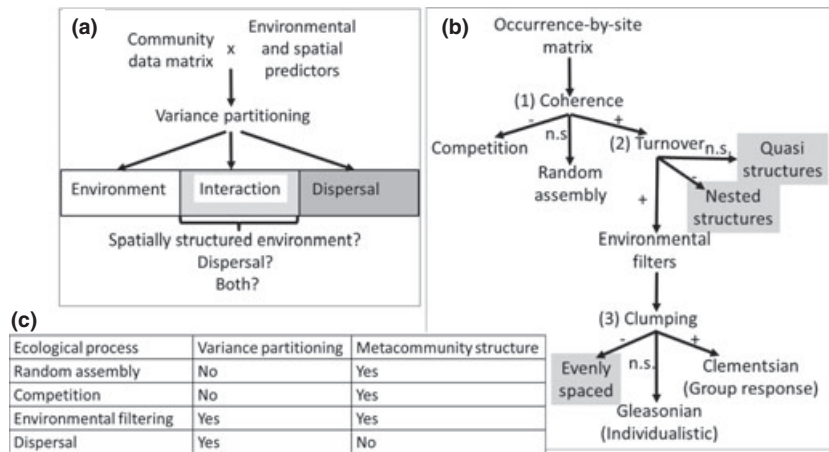 (a)
Community
data matrix
x
Environmental
and spatial
predictors
Variance partitioning
Environment
Interaction
Dispersal
Spatially structured environment?
Dispersal?
Both?
(b)
Occurrence-by-site
matrix
(1) Coherence
-
n.s
+
Competition
Random
assembly
(2) Turnover
n.s.
Quasi
structures
-
Nested
structures
+
Environmental
filters
(3) Clumping
-
n.s.
+
Evenly
spaced
Gleasonian
(Individualistic)
Clementsian
(Group response)
(c)
Ecological process Variance partitioning Metacommunity structure
Random assembly No Yes
Competition No Yes
Environmental filtering Yes Yes
Dispersal Yes No